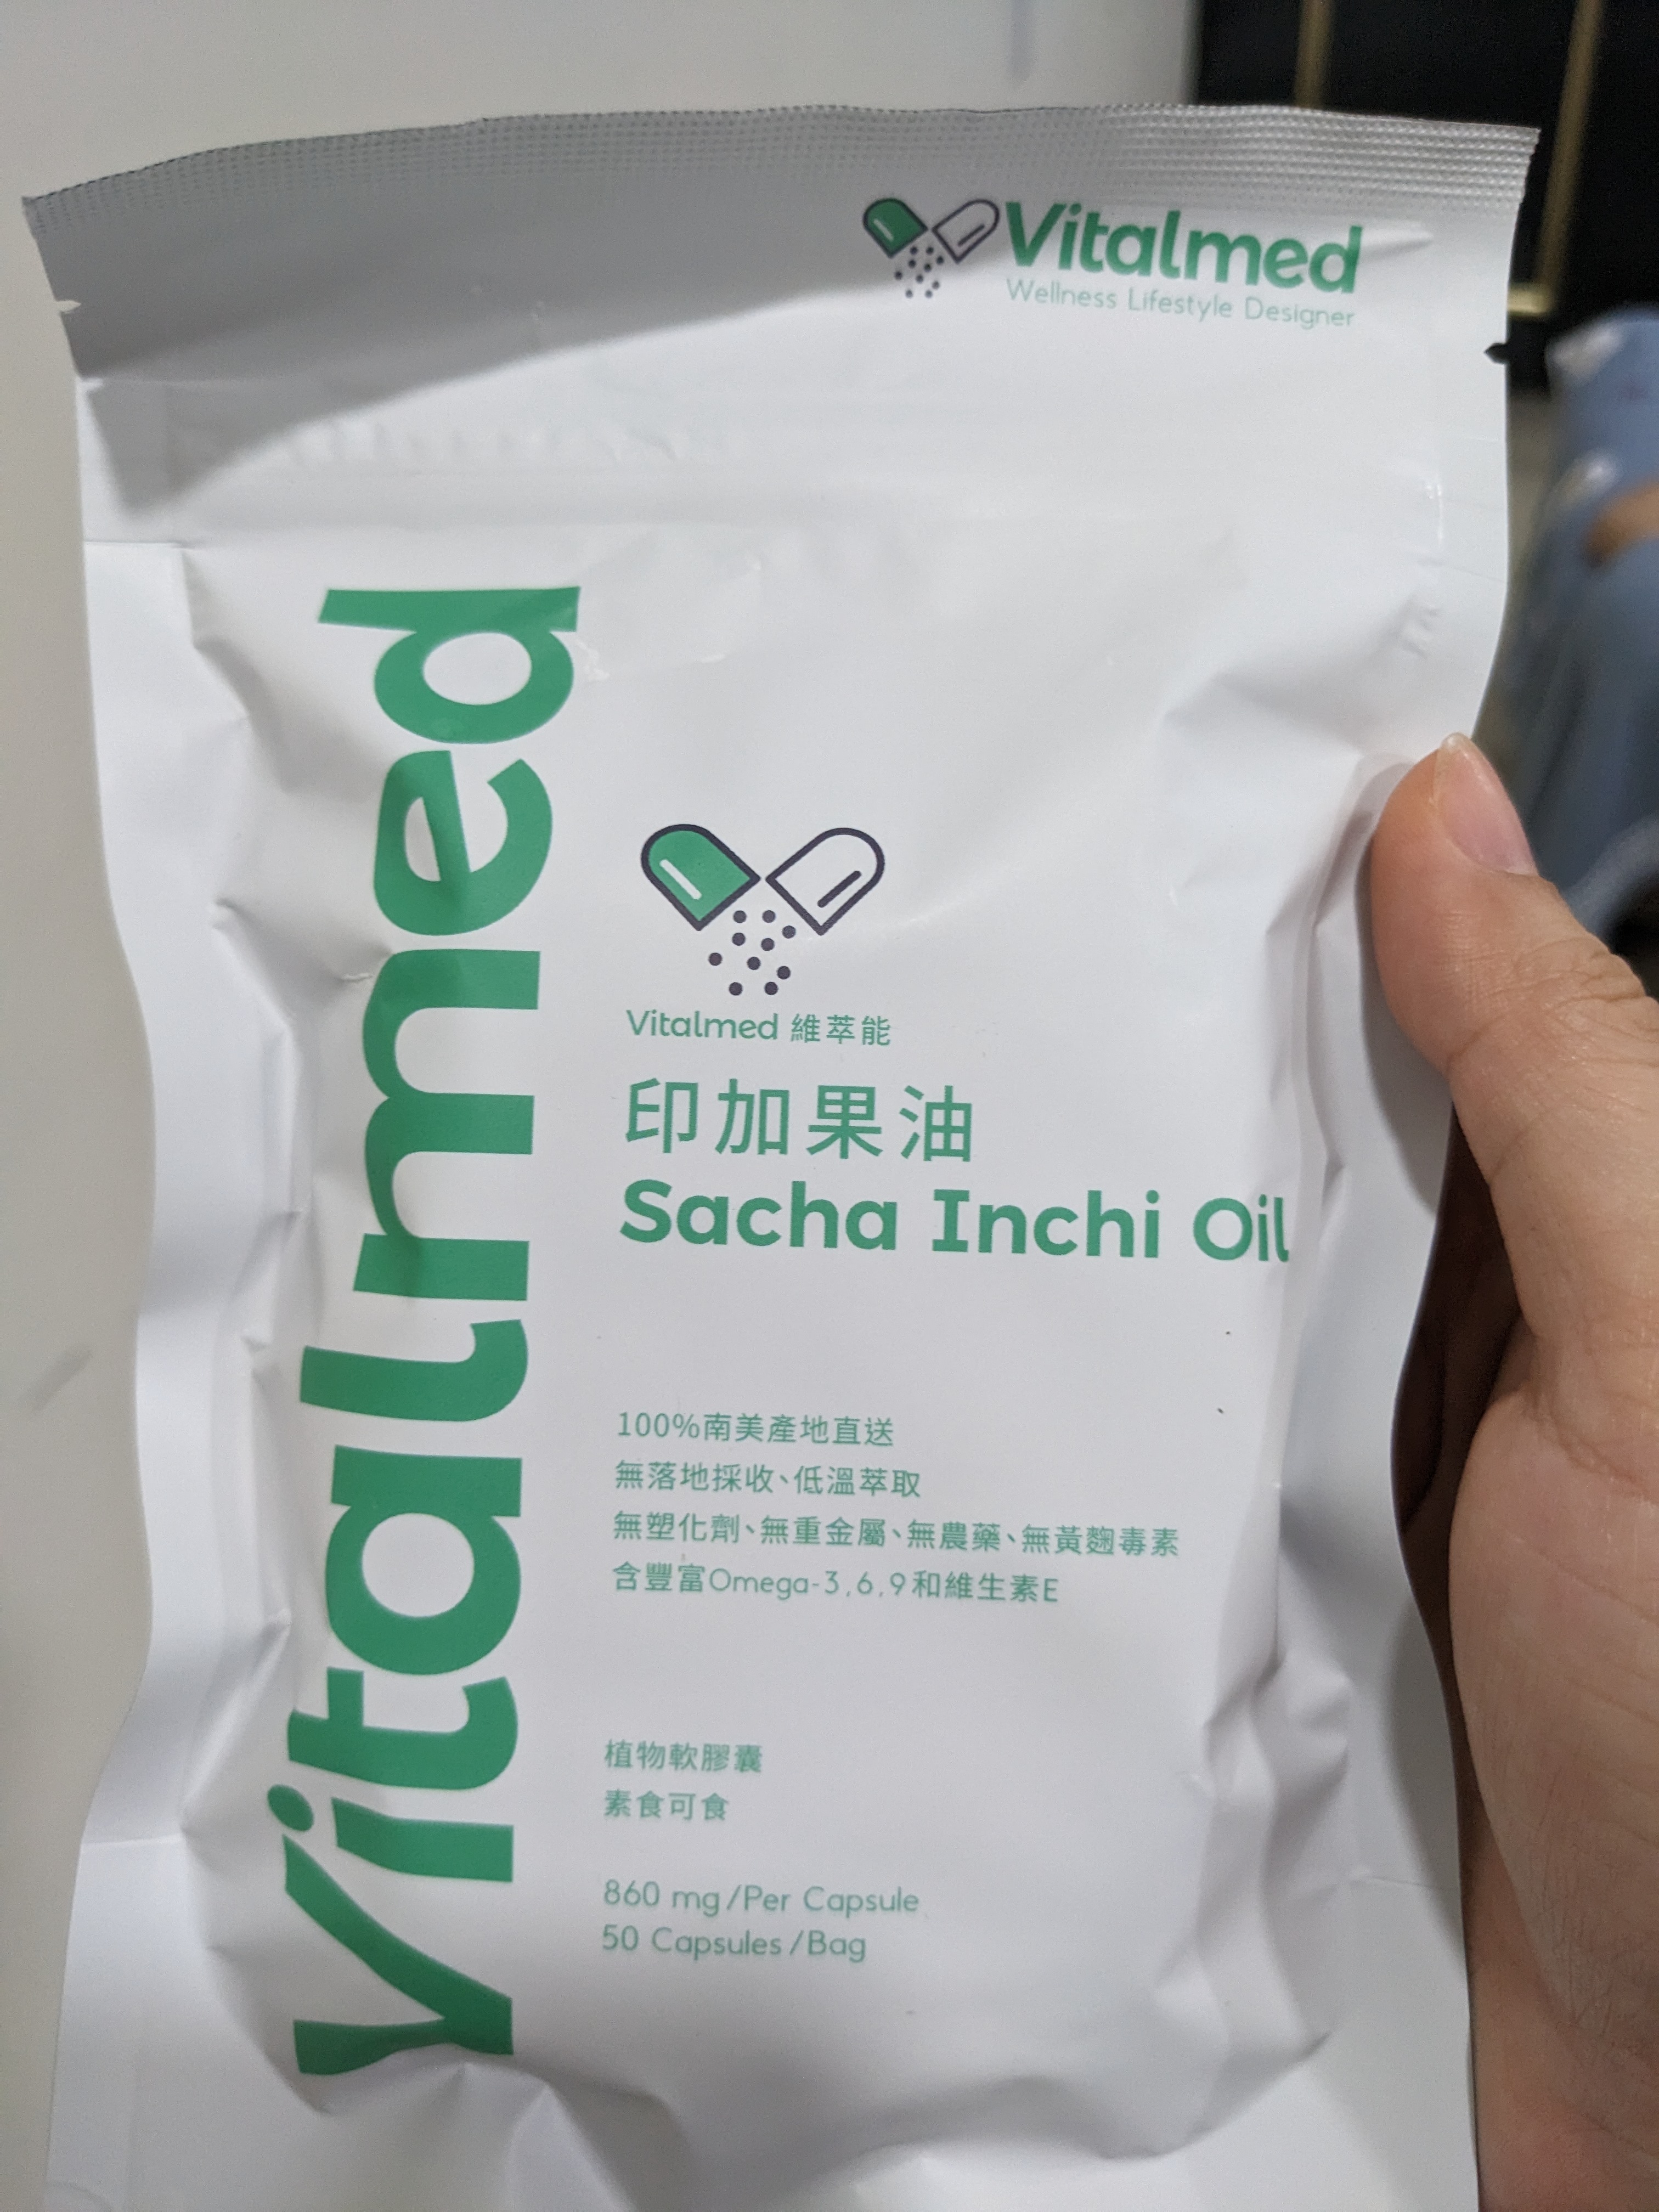 Vitalmed
Wellness Lifestyle Designer
Vitalmed
Vitalmed 維萃能
印加果油
Sacha Inchi Oil
100%南美產地直送
無落地採收、低溫萃取
無塑化劑、無重金屬、無農藥、無黃麴毒素
含豐富Omega-3,6,9和維生素E
植物軟膠囊
素食可食
860 mg/Per Capsule
50 Capsules/Bag